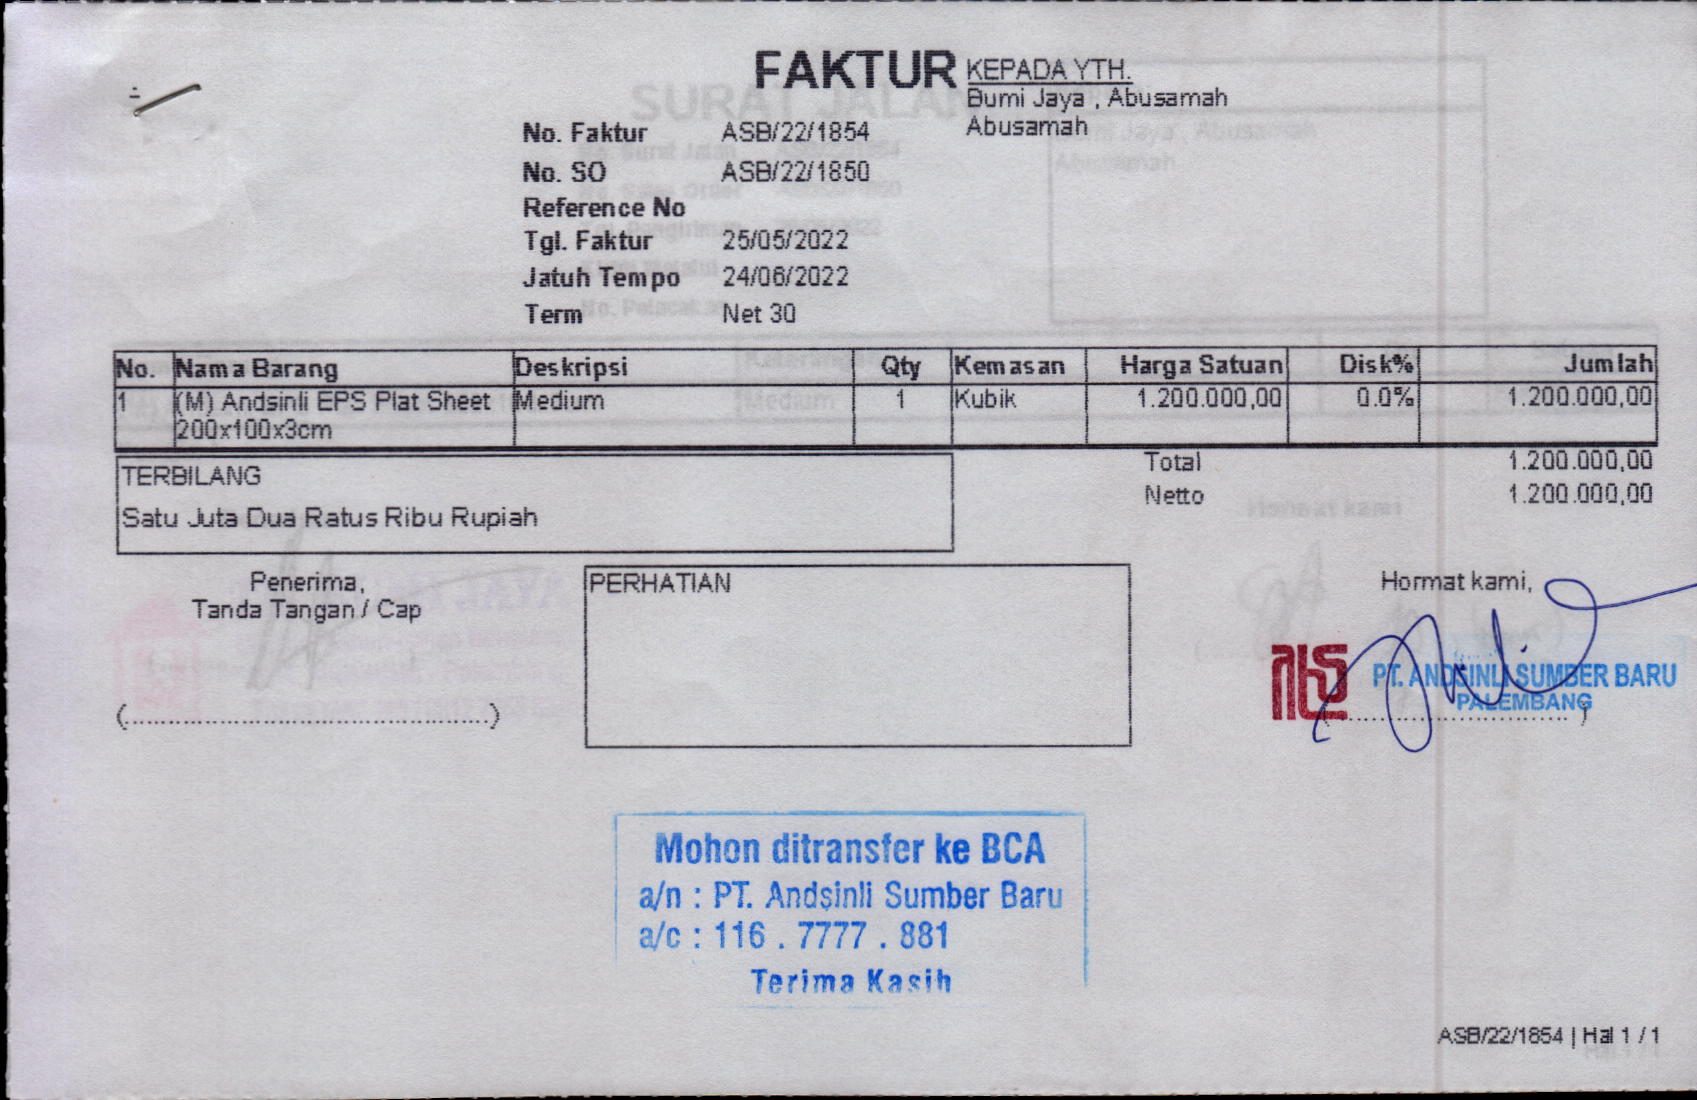 FAKTUR
KEPADA YTH.
Bumi Jaya , Abusamah
Abusamah
No. Faktur ASB/22/1854
No. SO ASB/22/1850
Reference No
Tgl. Faktur 25/05/2022
Jatuh Tempo 24/06/2022
Term Net 30
No. Nama Barang Deskripsi Qty Kemasan Harga Satuan Disk% Jumlah
1 (M) Andsinli EPS Plat Sheet Medium 1 Kubik 1.200.000,00 0.0% 1.200.000,00
200x100x3cm
Total 1.200.000,00
Netto 1.200.000,00
TERBILANG
Satu Juta Dua Ratus Ribu Rupiah
Penerima,
Tanda Tangan / Cap
(........................................................)
PERHATIAN
Hormat kami,
PT. ANDSINLI SUMBER BARU
PALEMBANG
Mohon ditransfer ke BCA
a/n : PT. Andsinli Sumber Baru
a/c : 116 . 7777 . 881
Terima Kasih
ASB/22/1854 | Hal 1 / 1